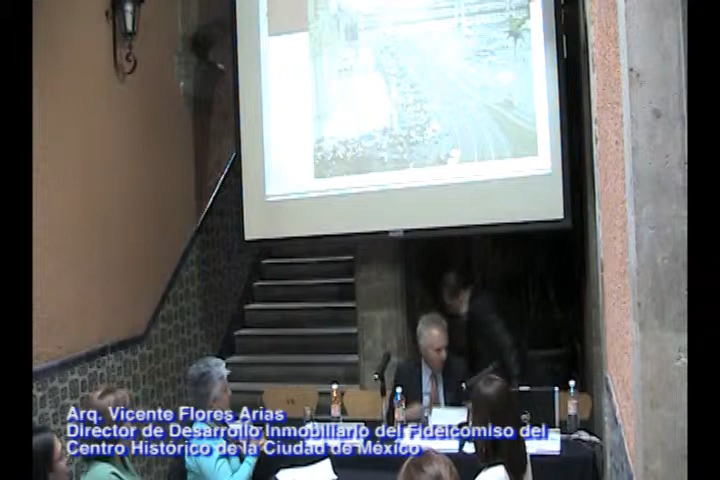 Arq. Vicente Flores Arias
Director de Desarrollo Inmobiliario del Fideicomiso del
Centro Histórico de la Ciudad de México